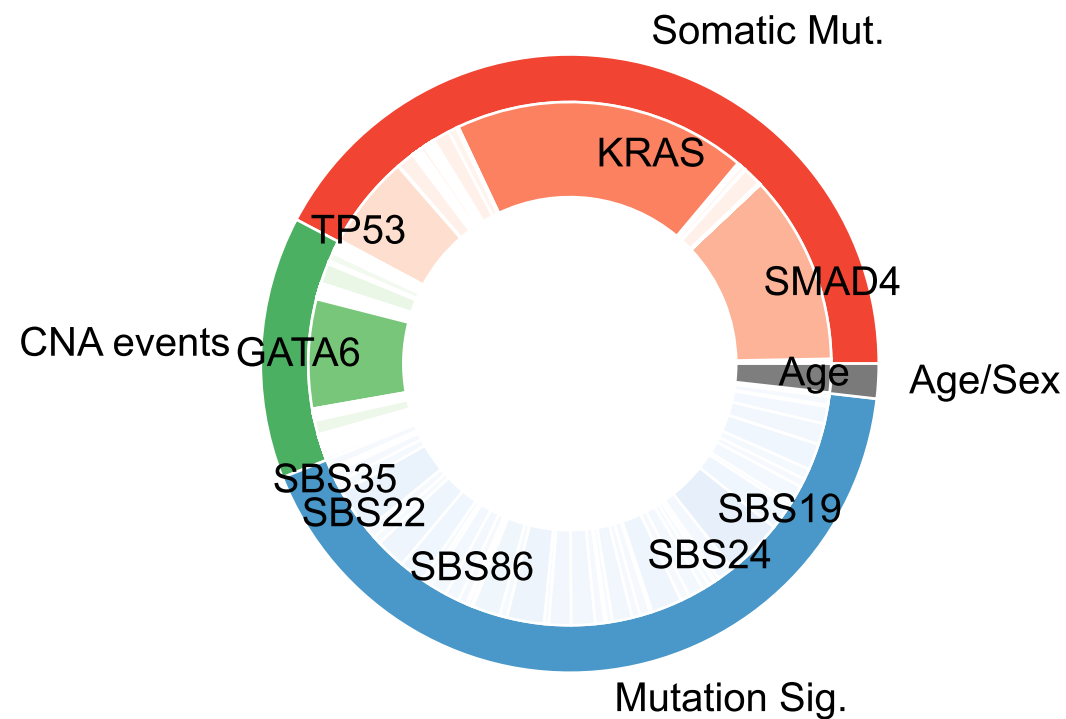 Somatic Mut.
KRAS
TP53
SMAD4
CNA events
GATA6
Age
Age/Sex
SBS35
SBS22
SBS19
SBS24
SBS86
Mutation Sig.